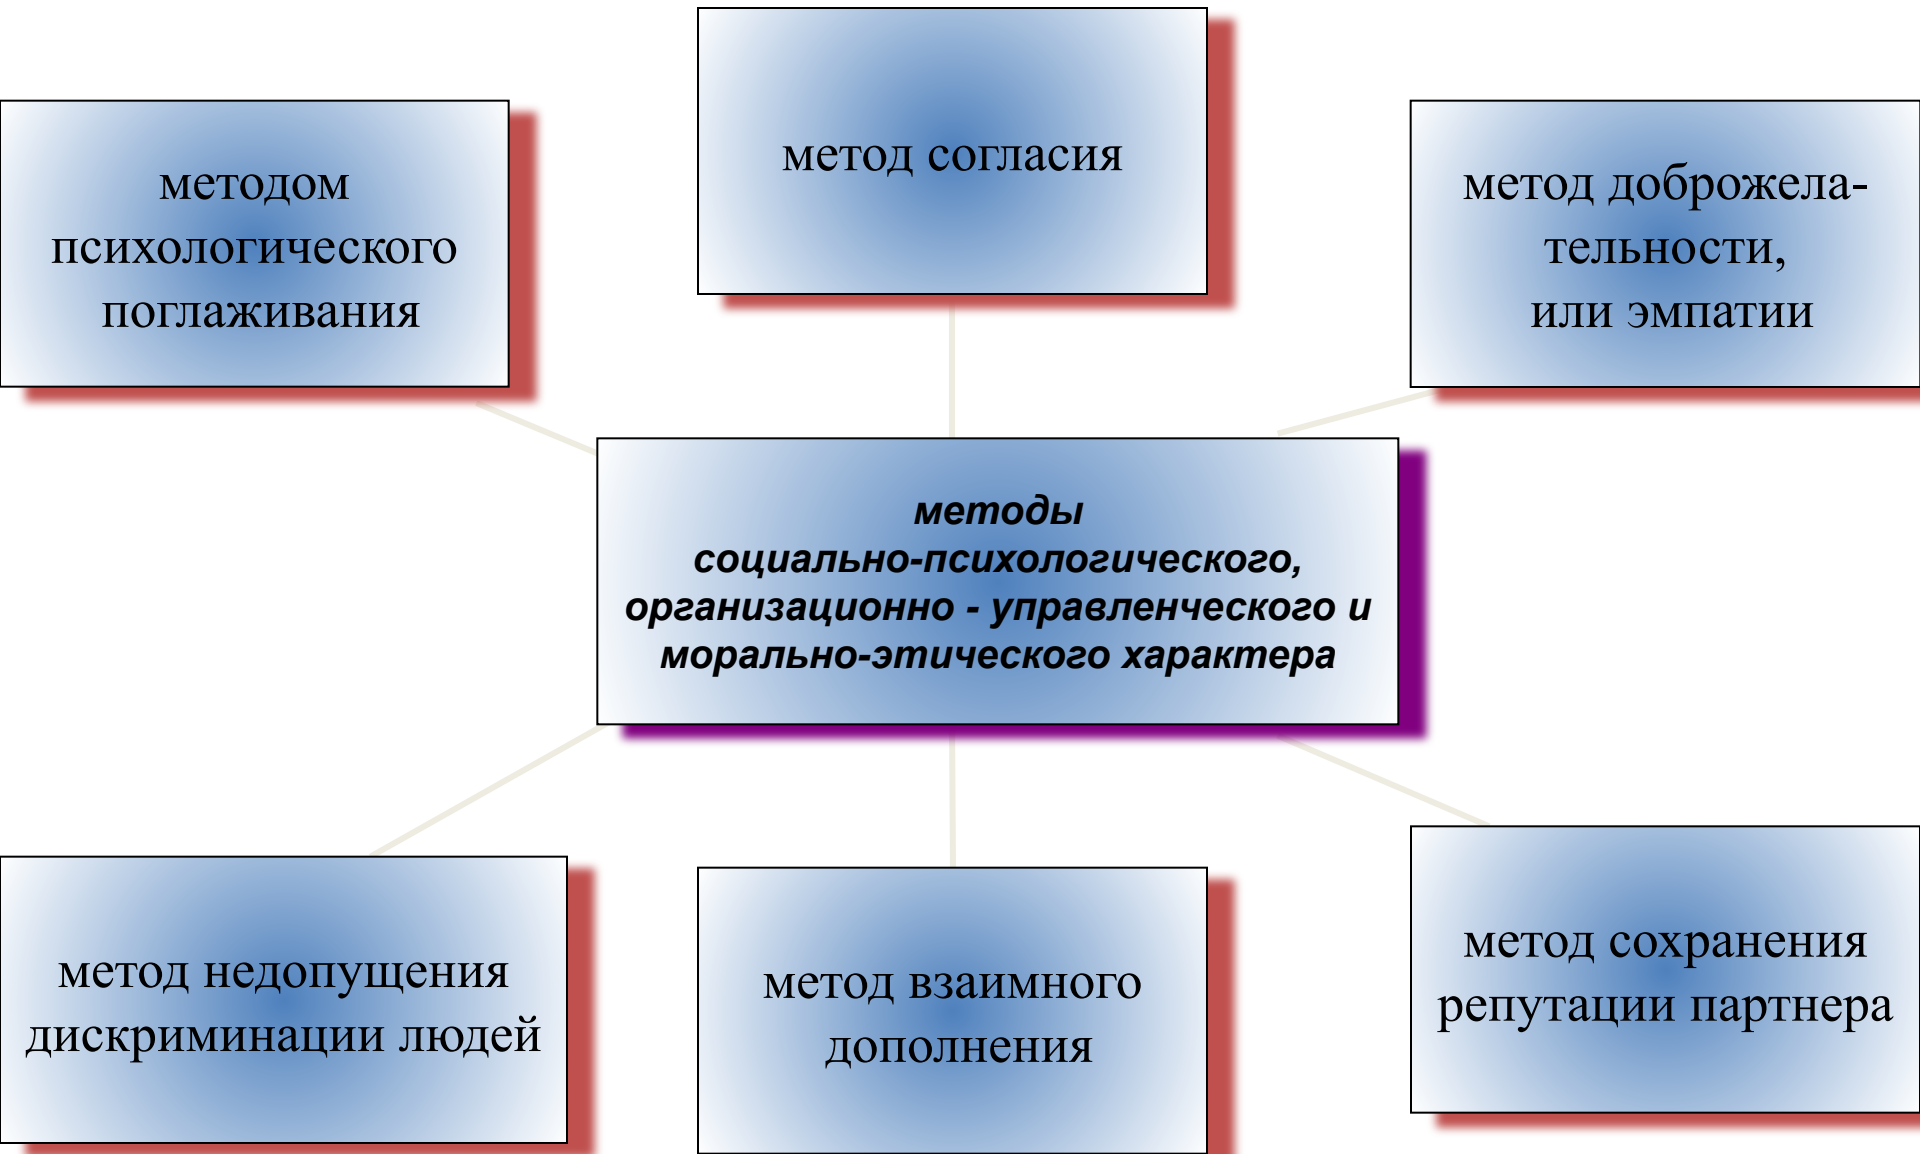 методом
психологического
поглаживания
метод согласия
метод доброжела-
тельности,
или эмпатии
методы
социально-психологического,
организационно - управленческого и
морально-этического характера
метод недопущения
дискриминации людей
метод взаимного
дополнения
метод сохранения
репутации партнера